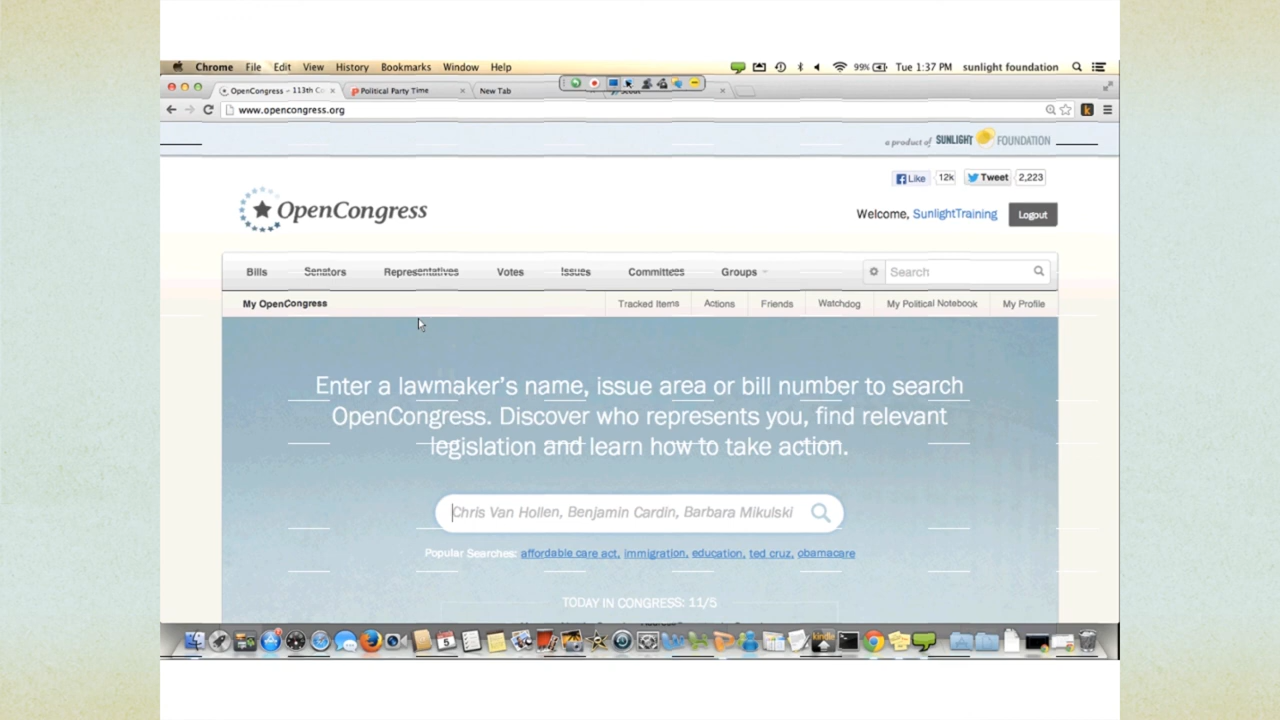 Chrome File Edit View History Bookmarks Window Help 99% Tue 1:37 PM sunlight foundation
OpenCongress – 113th Co Political Party Time New Tab
www.opencongress.org
a product of SUNLIGHT FOUNDATION
Like 12k Tweet 2,223
OpenCongress
Welcome, SunlightTraining Logout
Bills Senators Representatives Votes Issues Committees Groups Search
My OpenCongress Tracked Items Actions Friends Watchdog My Political Notebook My Profile
Enter a lawmaker's name, issue area or bill number to search
OpenCongress. Discover who represents you, find relevant
legislation and learn how to take action.
Chris Van Hollen, Benjamin Cardin, Barbara Mikulski
Popular Searches: affordable care act, immigration, education, ted cruz, obamacare
TODAY IN CONGRESS: 11/5
5 kindle